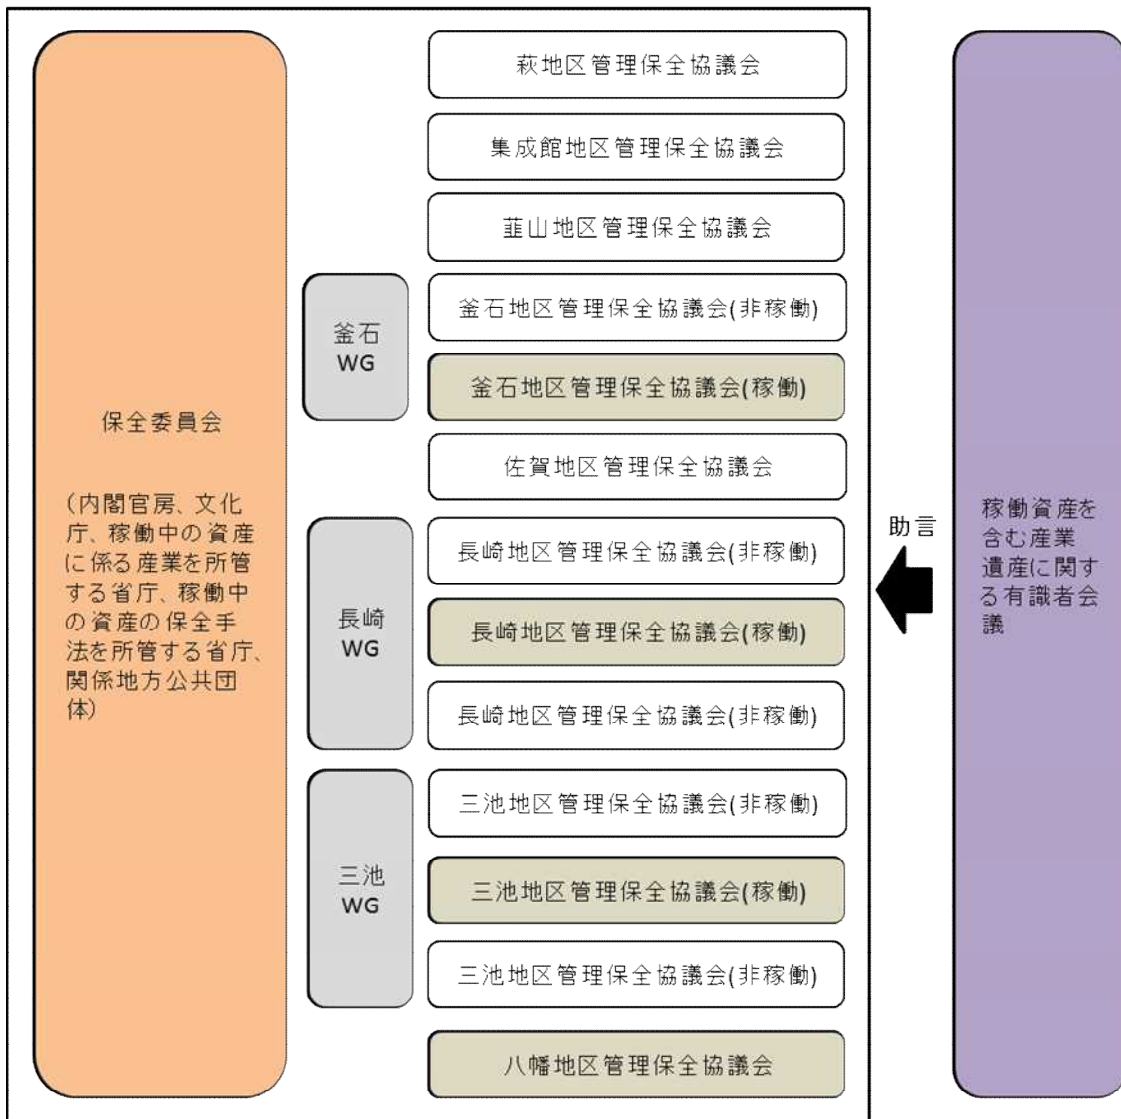 保全委員会
(内閣官房、文化
庁、稼働中の資産
に係る産業を所管
する省庁、稼働中
の資産の保全手
法を所管する省庁、
関係地方公共団
体)
釜石
WG
長崎
WG
三池
WG
萩地区管理保全協議会
集成館地区管理保全協議会
韮山地区管理保全協議会
釜石地区管理保全協議会(非稼働)
釜石地区管理保全協議会(稼働)
佐賀地区管理保全協議会
長崎地区管理保全協議会(非稼働)
長崎地区管理保全協議会(稼働)
長崎地区管理保全協議会(非稼働)
三池地区管理保全協議会(非稼働)
三池地区管理保全協議会(稼働)
三池地区管理保全協議会(非稼働)
八幡地区管理保全協議会
助言
稼働資産を
含む産業
遺産に関す
る有識者会
議